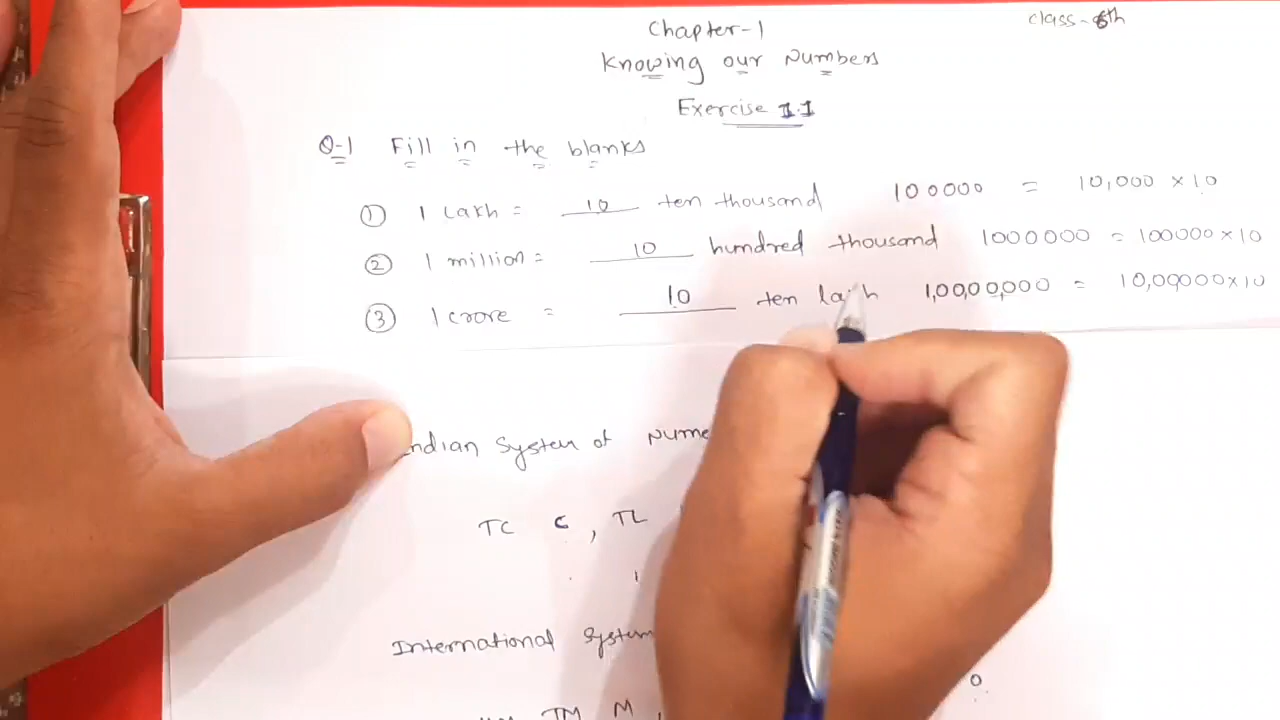 Chapter-1
class-6th
Knowing our Numbers
Exercise 1.1
Q-1 Fill in the blanks
① 1 Lakh = 10 ten thousand 100000 = 10,000 × 10
② 1 million = 10 hundred thousand 1000000 = 100000 × 10
③ 1 crore = 10 ten lakh 1,00,00,000 = 10,00000 × 10
Indian System of
TC C, TL
International System
TM M,